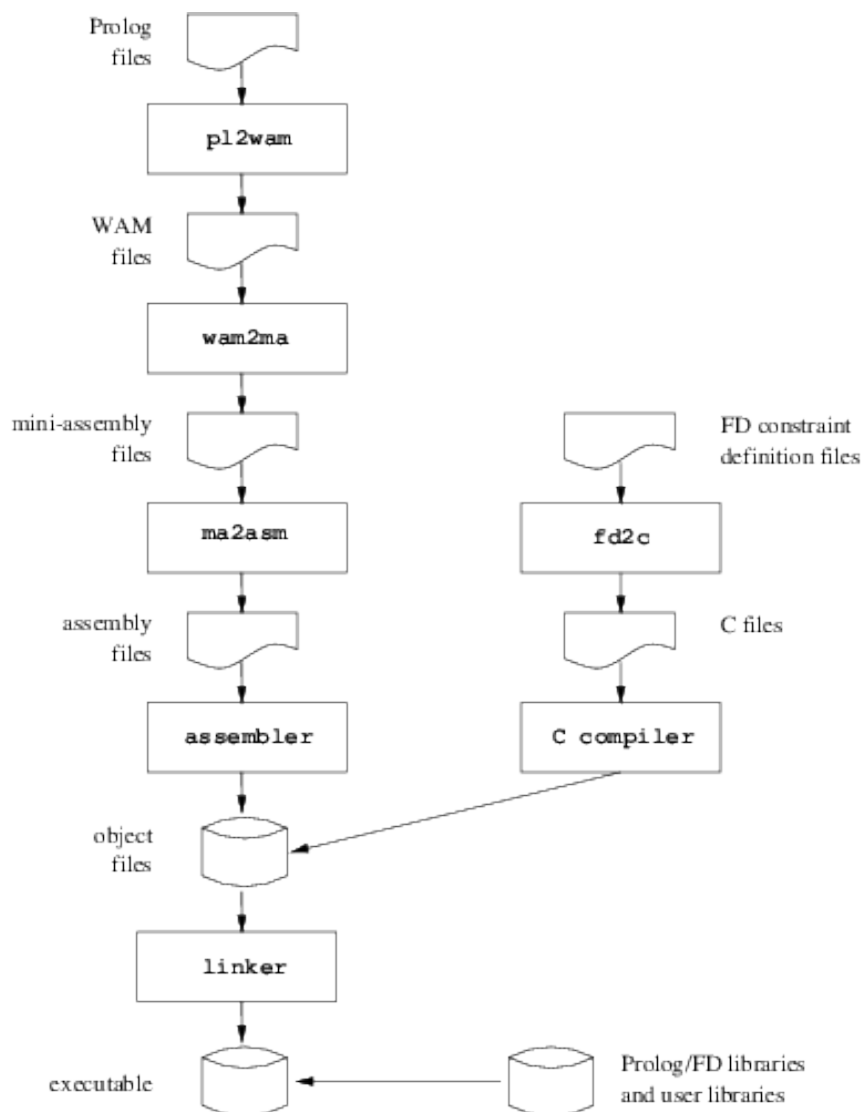 Prolog
files
pl2wam
WAM
files
wam2ma
mini-assembly
files
FD constraint
definition files
ma2asm
fd2c
assembly
files
C files
assembler
C compiler
object
files
linker
executable
Prolog/FD libraries
and user libraries